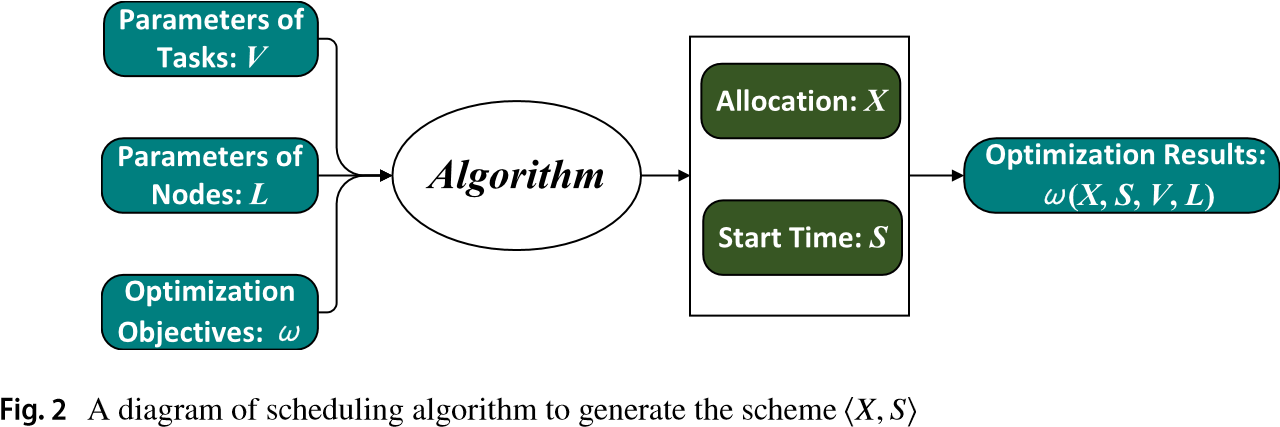 Parameters of
Tasks: V
Parameters of
Nodes: L
Optimization
Objectives: ω
Algorithm
Allocation: X
Start Time: S
Optimization Results:
ω(X, S, V, L)
Fig. 2 A diagram of scheduling algorithm to generate the scheme ⟨X, S⟩